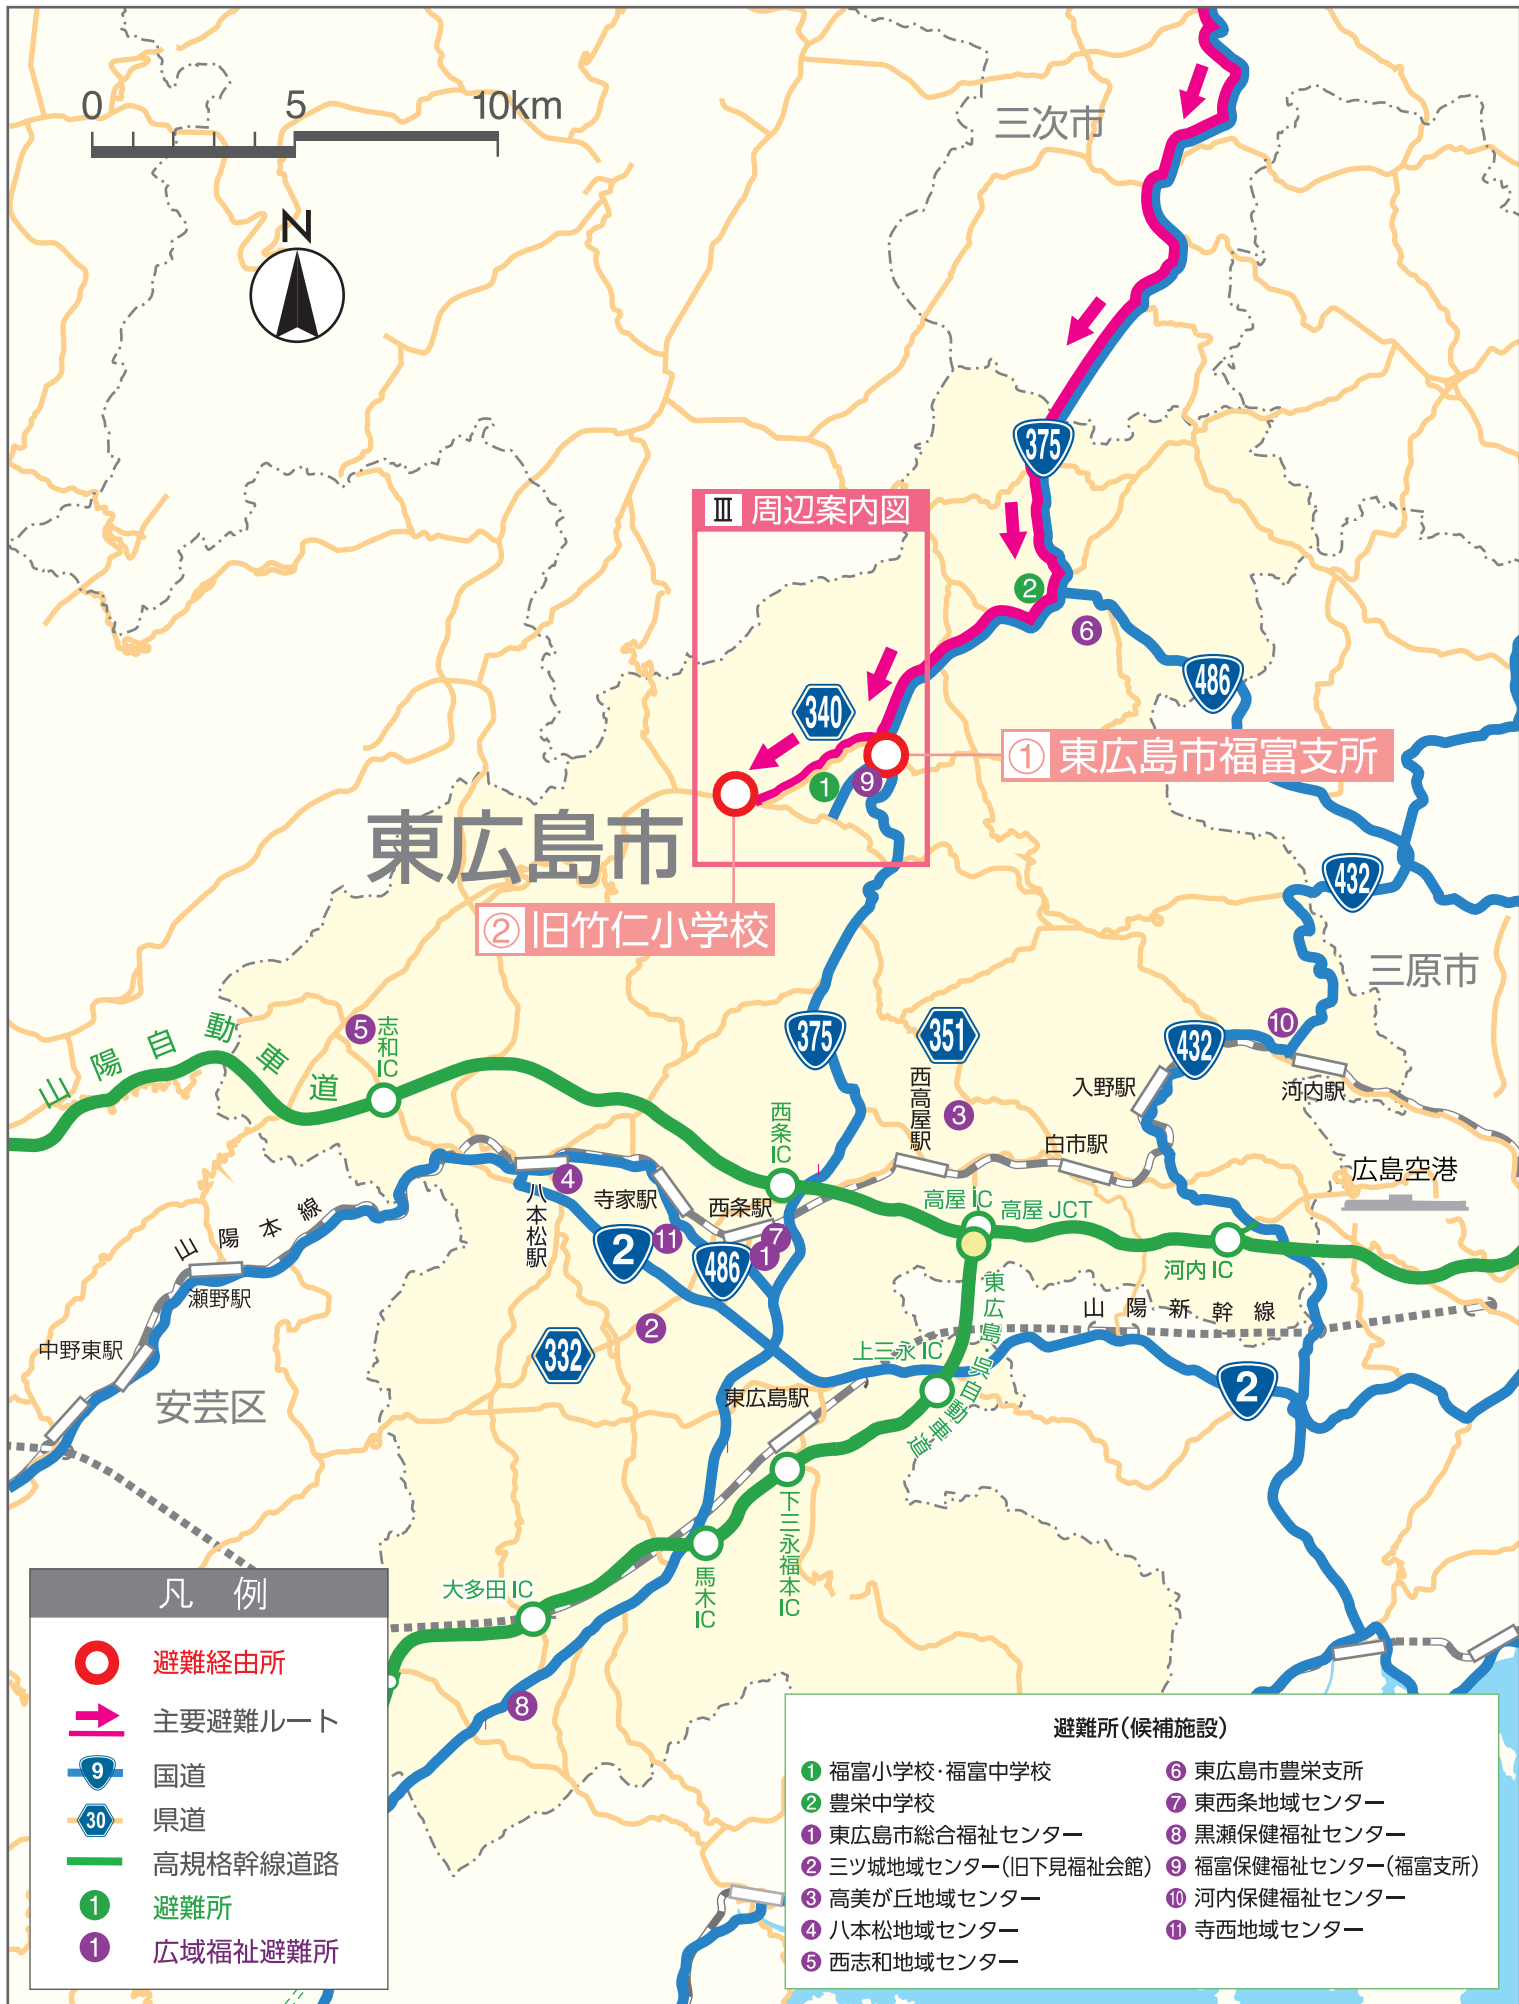 0 5 10km
N
三次市
375
Ⅲ 周辺案内図
2
6
486
340
① 東広島市福富支所
1
9
東広島市
② 旧竹仁小学校
432
三原市
山陽自動車道
5
志和IC
375
351
432
10
西高屋駅
3
入野駅
河内駅
西条IC
白市駅
広島空港
4
八本松駅
寺家駅
西条駅
高屋IC
高屋JCT
山陽本線
2
11
486
7
1
河内IC
瀬野駅
東広島・呉自動車道
山陽新幹線
2
332
中野東駅
上三永IC
安芸区
東広島駅
2
下三永福本IC
馬木IC
大多田IC
8
凡例
避難経由所
主要避難ルート
9 国道
30 県道
高規格幹線道路
1 避難所
1 広域福祉避難所
避難所(候補施設)
1 福富小学校・福富中学校
2 豊栄中学校
1 東広島市総合福祉センター
2 三ツ城地域センター(旧下見福祉会館)
3 高美が丘地域センター
4 八本松地域センター
5 西志和地域センター
6 東広島市豊栄支所
7 東西条地域センター
8 黒瀬保健福祉センター
9 福富保健福祉センター(福富支所)
10 河内保健福祉センター
11 寺西地域センター